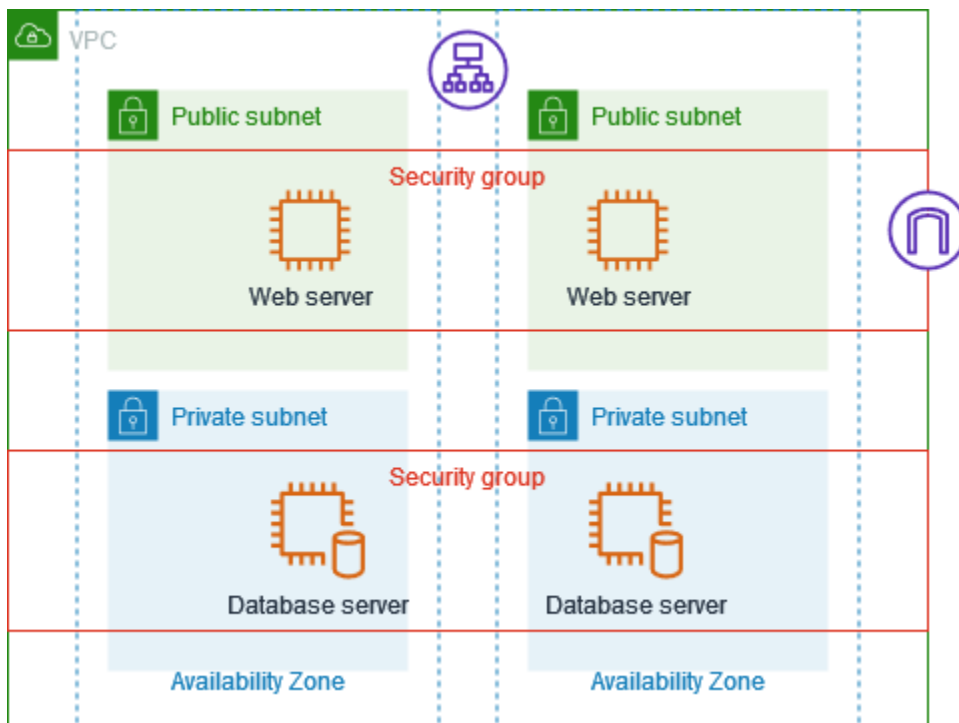 VPC
Public subnet
Public subnet
Security group
Web server
Web server
Private subnet
Private subnet
Security group
Database server
Database server
Availability Zone
Availability Zone